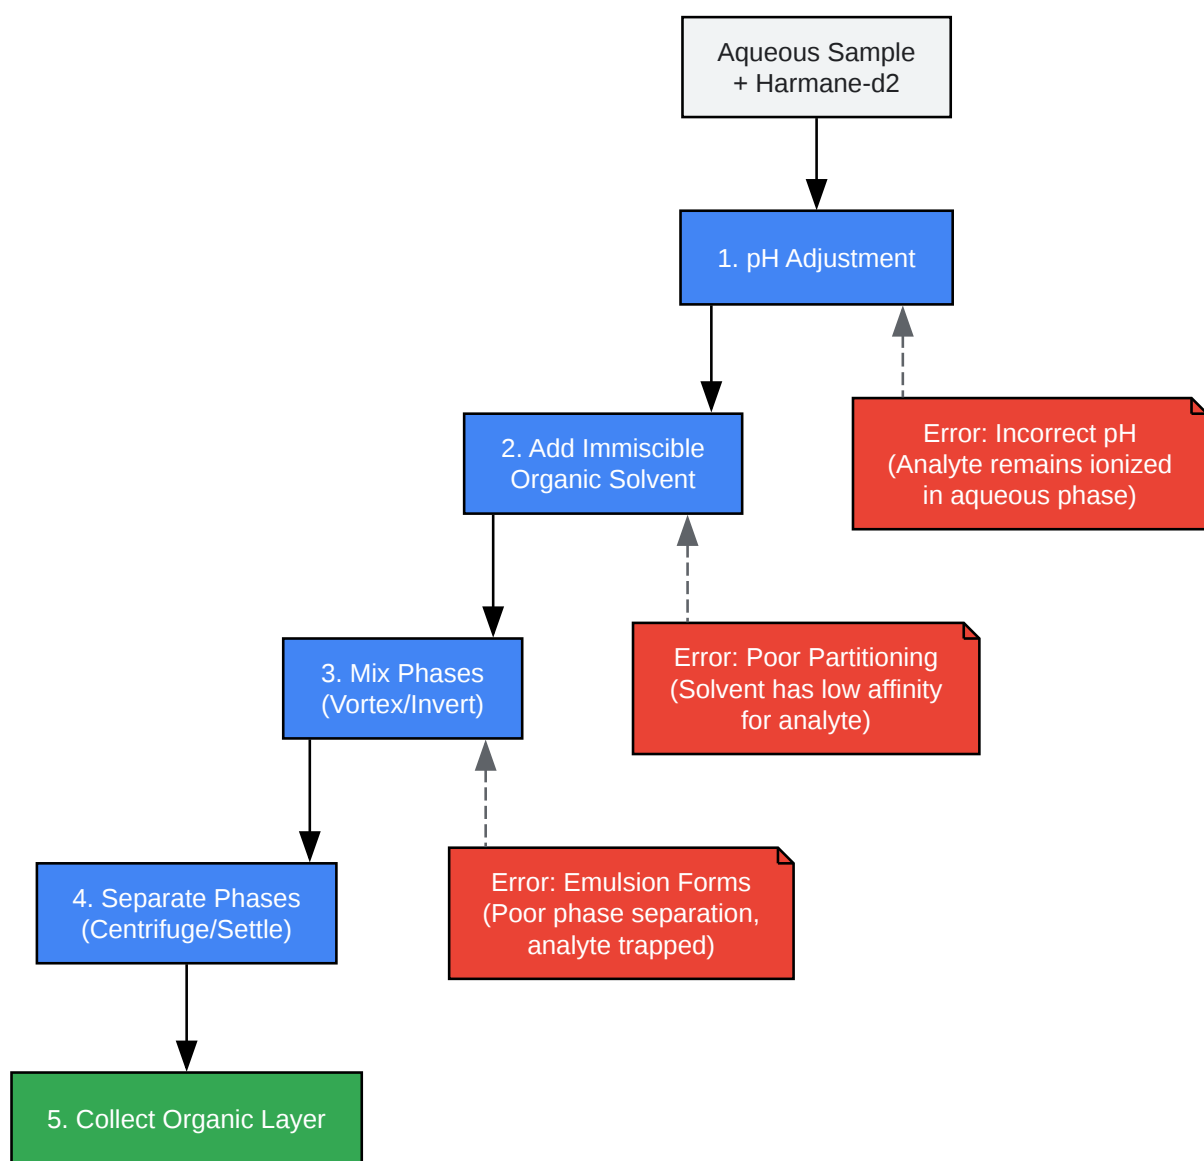 Aqueous Sample
+ Harmane-d2
1. pH Adjustment
Error: Incorrect pH
(Analyte remains ionized
in aqueous phase)
2. Add Immiscible
Organic Solvent
Error: Poor Partitioning
(Solvent has low affinity
for analyte)
3. Mix Phases
(Vortex/Invert)
Error: Emulsion Forms
(Poor phase separation,
analyte trapped)
4. Separate Phases
(Centrifuge/Settle)
5. Collect Organic Layer